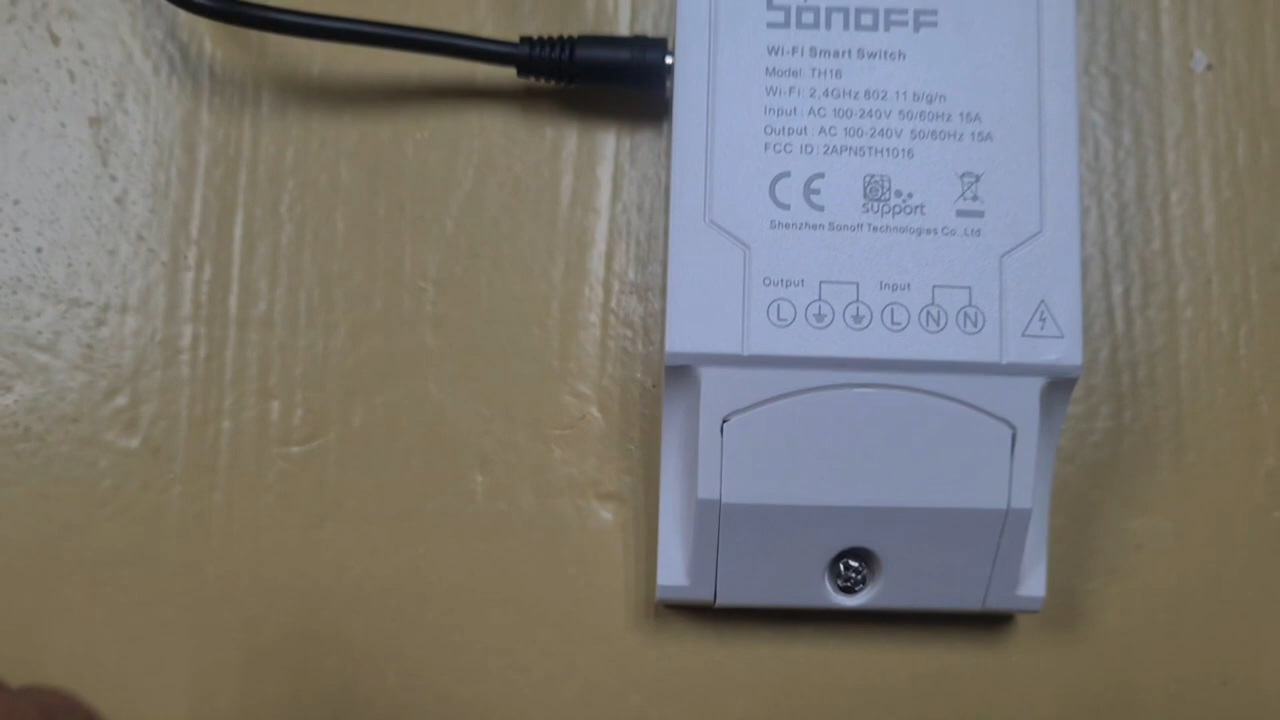 SONOFF
Wi-Fi Smart Switch
Model: TH16
Wi-Fi: 2.4GHz 802.11 b/g/n
Input: AC 100-240V 50/60Hz 15A
Output: AC 100-240V 50/60Hz 15A
FCC ID: 2APN5TH1016
CE
support
Shenzhen Sonoff Technologies Co.,Ltd
Output Input
L L N N